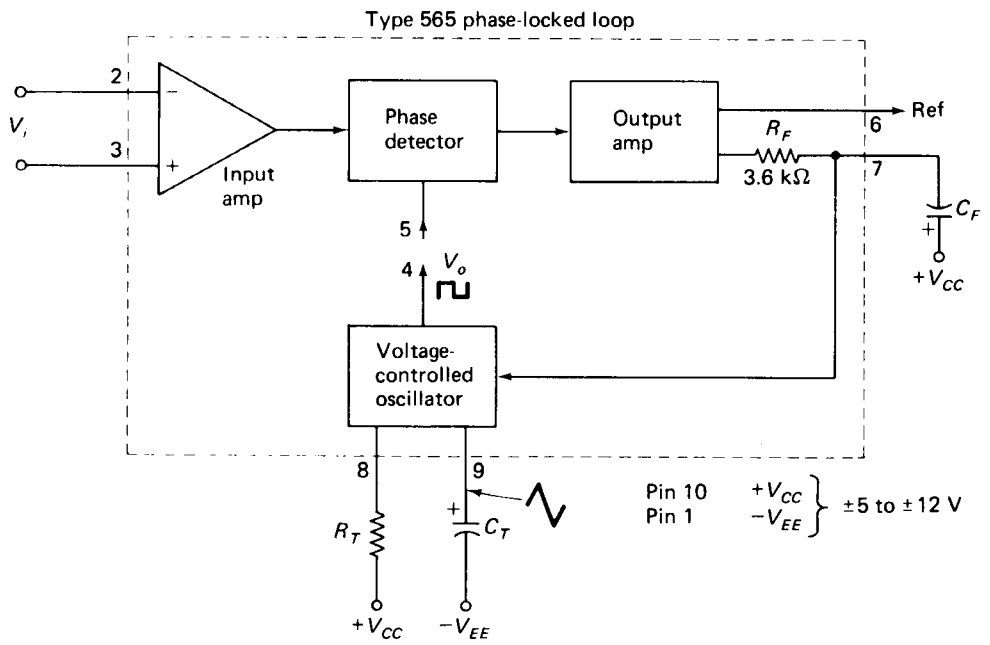 Type 565 phase-locked loop
2
−
V_i
3
+
Input
amp
Phase
detector
Output
amp
6
Ref
R_F
3.6 kΩ
7
C_F
+
+V_CC
5
4
V_o
Voltage-
controlled
oscillator
8
9
R_T
+
C_T
+V_CC
−V_EE
Pin 10 +V_CC
Pin 1 −V_EE
±5 to ±12 V